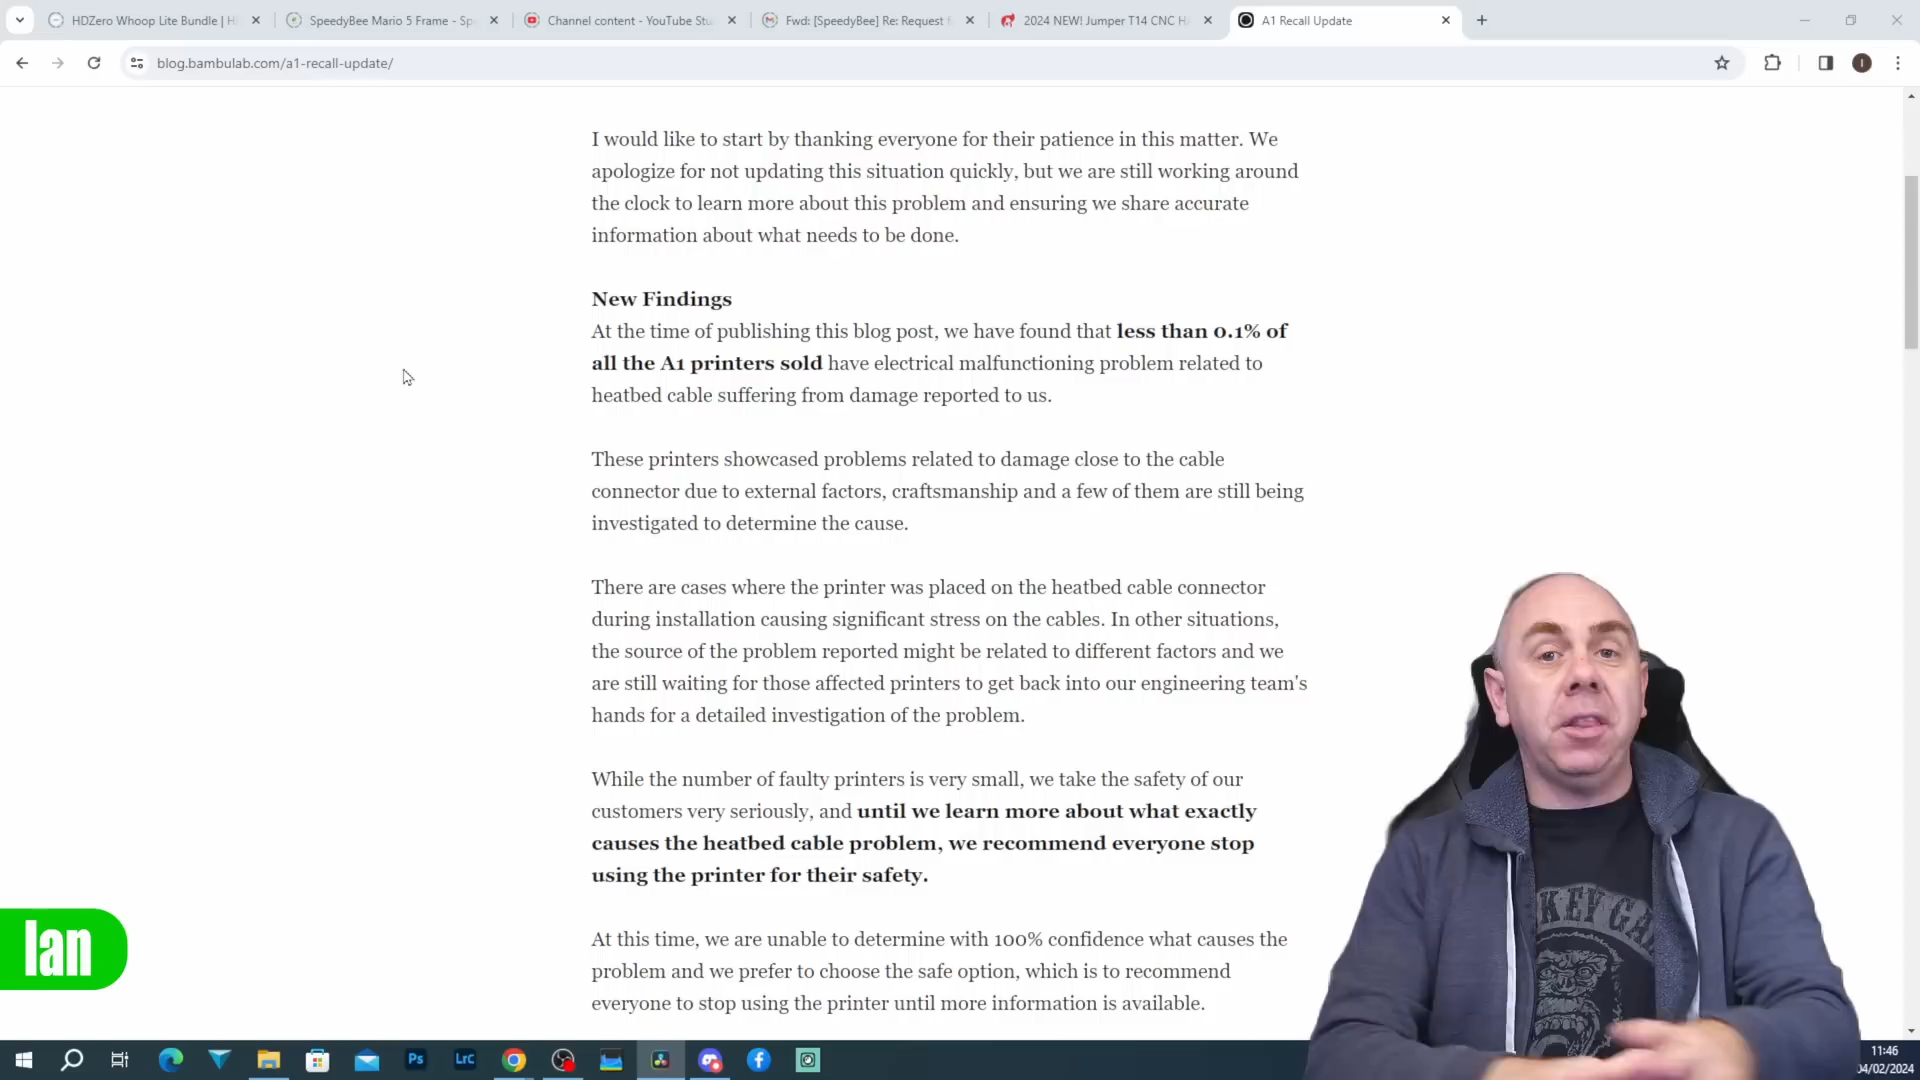 HDZero Whoop Lite Bundle | H
SpeedyBee Mario 5 Frame - Sp
Channel content - YouTube Stu
Fwd: [SpeedyBee] Re: Request f
2024 NEW! Jumper T14 CNC H
A1 Recall Update
blog.bambulab.com/a1-recall-update/
I would like to start by thanking everyone for their patience in this matter. We
apologize for not updating this situation quickly, but we are still working around
the clock to learn more about this problem and ensuring we share accurate
information about what needs to be done.
New Findings
At the time of publishing this blog post, we have found that less than 0.1% of
all the A1 printers sold have electrical malfunctioning problem related to
heatbed cable suffering from damage reported to us.
These printers showcased problems related to damage close to the cable
connector due to external factors, craftsmanship and a few of them are still being
investigated to determine the cause.
There are cases where the printer was placed on the heatbed cable connector
during installation causing significant stress on the cables. In other situations,
the source of the problem reported might be related to different factors and we
are still waiting for those affected printers to get back into our engineering team's
hands for a detailed investigation of the problem.
While the number of faulty printers is very small, we take the safety of our
customers very seriously, and until we learn more about what exactly
causes the heatbed cable problem, we recommend everyone stop
using the printer for their safety.
At this time, we are unable to determine with 100% confidence what causes the
problem and we prefer to choose the safe option, which is to recommend
everyone to stop using the printer until more information is available.
Ian
Ps
LrC
11:46
04/02/2024